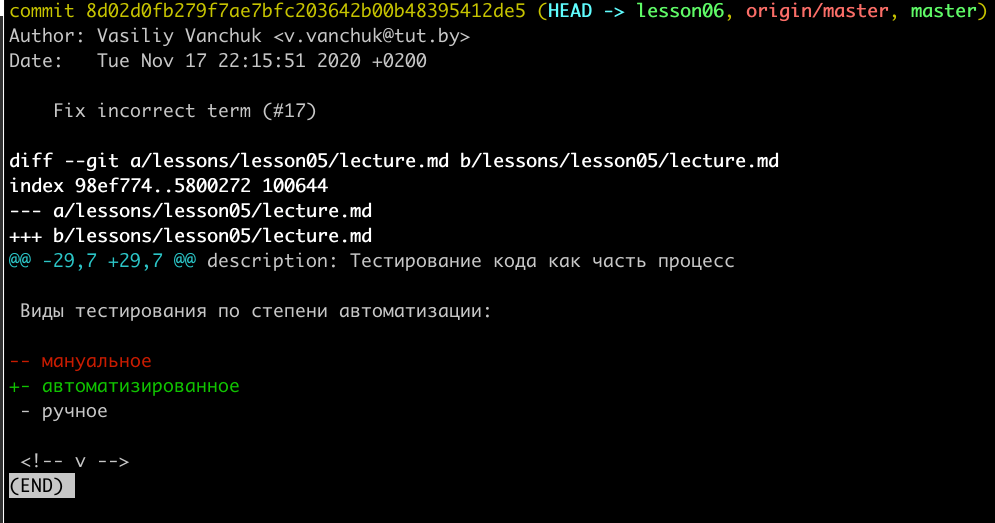 commit 8d02d0fb279f7ae7bfc203642b00b48395412de5 (HEAD -> lesson06, origin/master, master)
Author: Vasiliy Vanchuk <v.vanchuk@tut.by>
Date:   Tue Nov 17 22:15:51 2020 +0200
    Fix incorrect term (#17)
diff --git a/lessons/lesson05/lecture.md b/lessons/lesson05/lecture.md
index 98ef774..5800272 100644
--- a/lessons/lesson05/lecture.md
+++ b/lessons/lesson05/lecture.md
@@ -29,7 +29,7 @@ description: Тестирование кода как часть процесс
 Виды тестирования по степени автоматизации:
-- мануальное
+- автоматизированное
 - ручное
 <!-- v -->
(END)